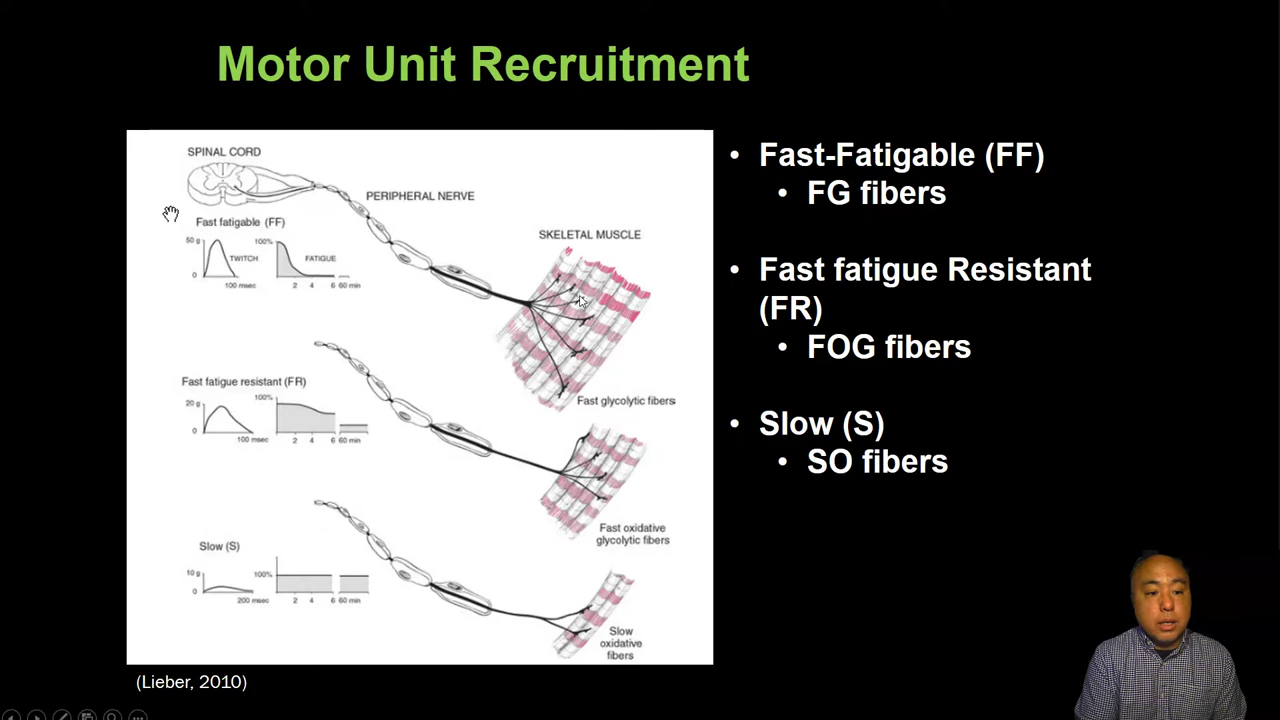 Motor Unit Recruitment
SPINAL CORD
PERIPHERAL NERVE
Fast fatigable (FF)
SKELETAL MUSCLE
50 g
0
TWITCH
100 msec
100%
FATIGUE
2 4 6 60 min
Fast glycolytic fibers
Fast fatigue resistant (FR)
20 g
0
100 msec
100%
2 4 6 60 min
Fast oxidative
glycolytic fibers
Slow (S)
10 g
0
200 msec
100%
2 4 6 60 min
Slow
oxidative
fibers
(Lieber, 2010)
• Fast-Fatigable (FF)
• FG fibers
• Fast fatigue Resistant
(FR)
• FOG fibers
• Slow (S)
• SO fibers